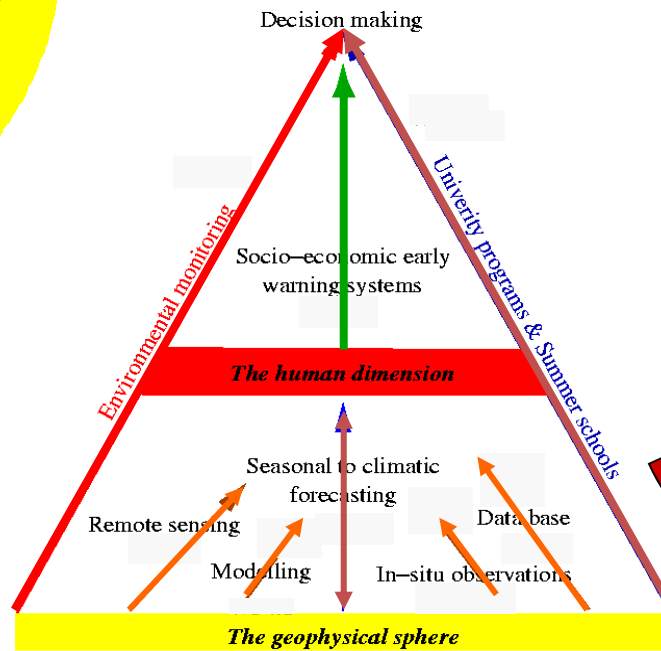 Decision making
Environmental monitoring
Univerity programs & Summer schools
Socio–economic early
warning systems
The human dimension
Seasonal to climatic
forecasting
Remote sensing
Data base
Modelling
In–situ observations
The geophysical sphere